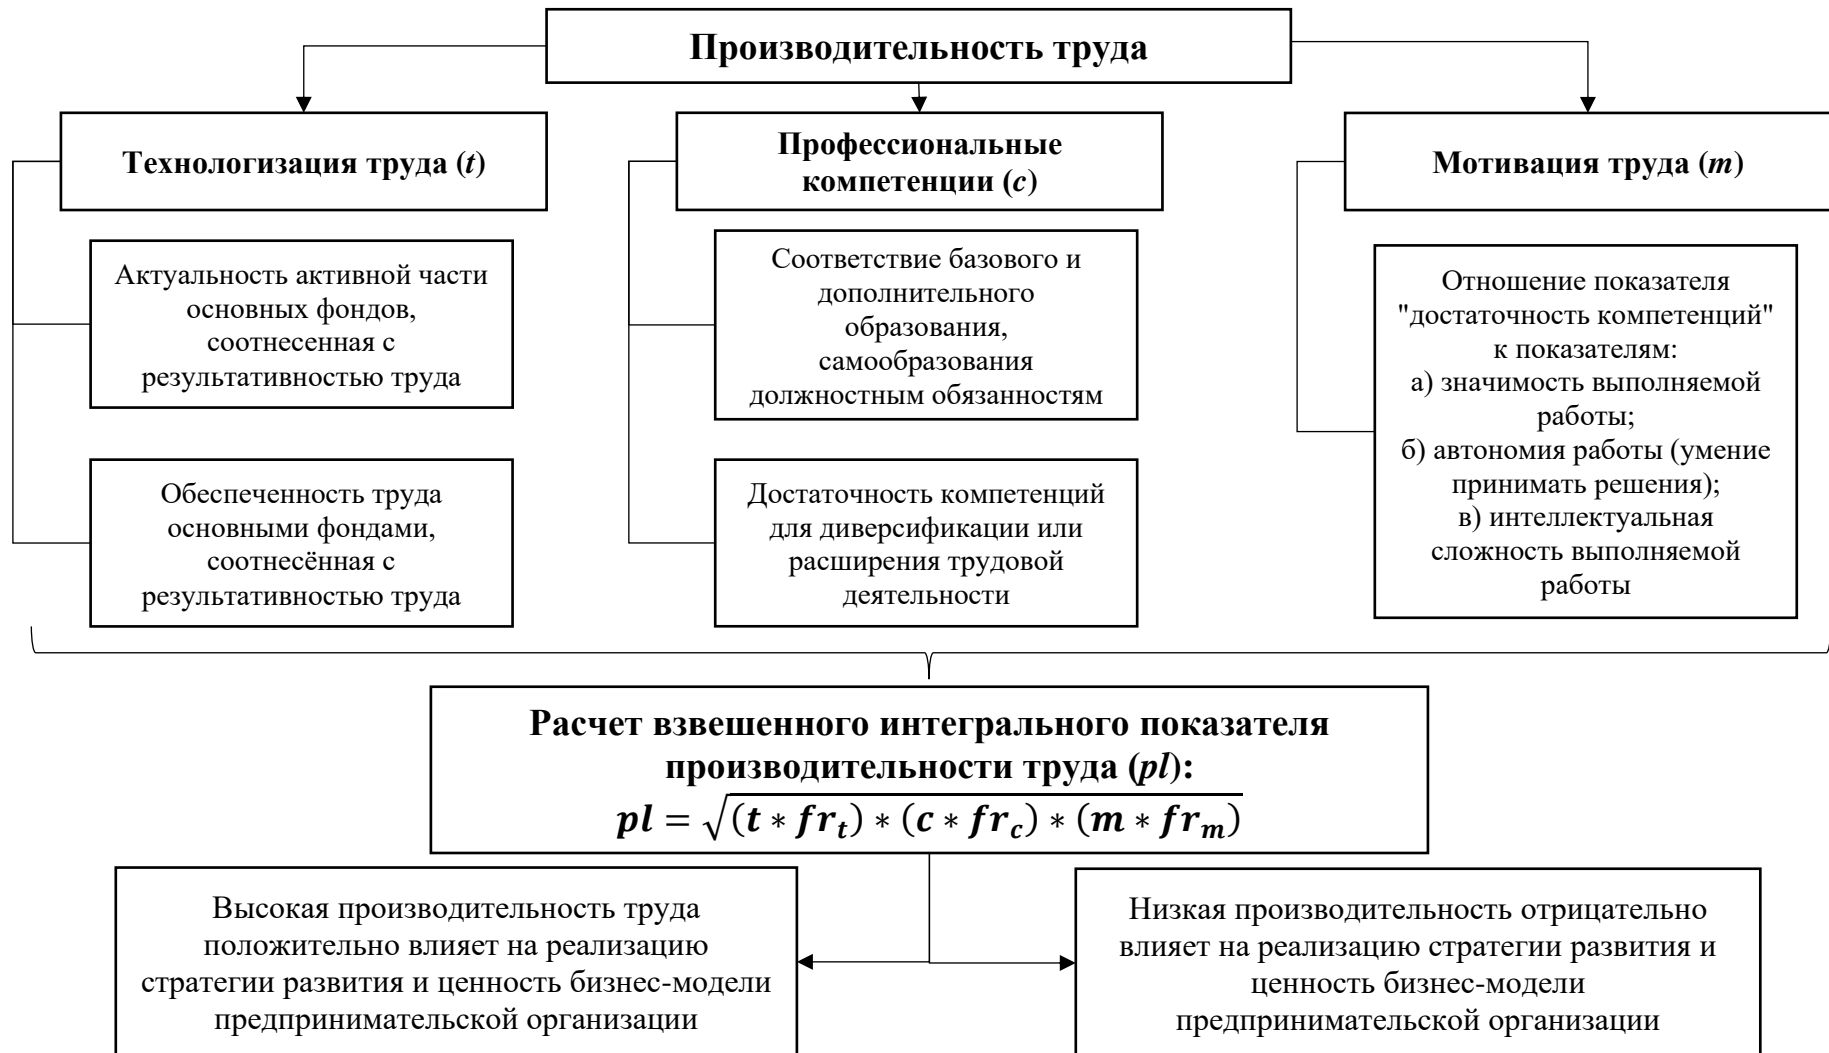 Производительность труда
Технологизация труда (t)
Актуальность активной части
основных фондов,
соотнесенная с
результативностью труда
Обеспеченность труда
основными фондами,
соотнесённая с
результативностью труда
Профессиональные
компетенции (c)
Соответствие базового и
дополнительного
образования,
самообразования
должностным обязанностям
Достаточность компетенций
для диверсификации или
расширения трудовой
деятельности
Мотивация труда (m)
Отношение показателя
"достаточность компетенций"
к показателям:
а) значимость выполняемой
работы;
б) автономия работы (умение
принимать решения);
в) интеллектуальная
сложность выполняемой
работы
Расчет взвешенного интегрального показателя
производительности труда (pl):
pl = √(t * fr_t) * (c * fr_c) * (m * fr_m)
Высокая производительность труда
положительно влияет на реализацию
стратегии развития и ценность бизнес-модели
предпринимательской организации
Низкая производительность отрицательно
влияет на реализацию стратегии развития и
ценность бизнес-модели
предпринимательской организации